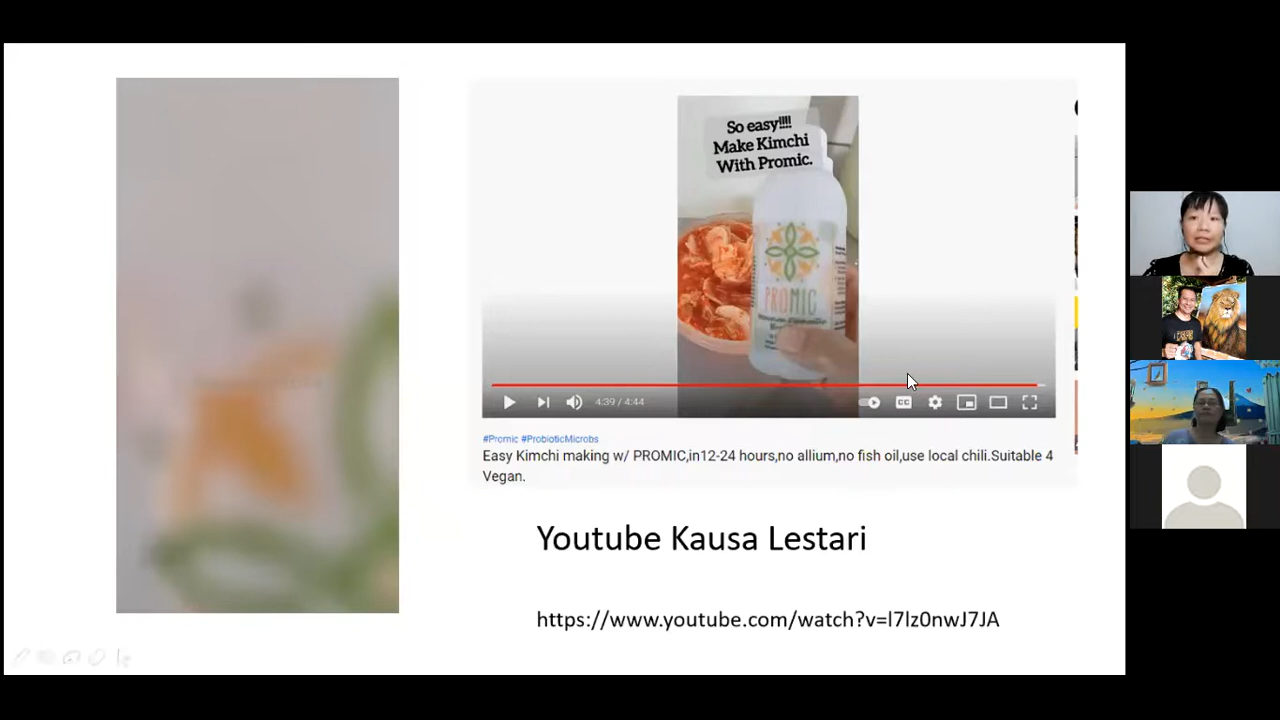 So easy!!!!
Make Kimchi
With Promic.
PROMIC
4:39 / 4:44
CC
#Promic #ProbioticMicrobs
Easy Kimchi making w/ PROMIC,in12-24 hours,no allium,no fish oil,use local chili.Suitable 4
Vegan.
Youtube Kausa Lestari
https://www.youtube.com/watch?v=l7lz0nwJ7JA